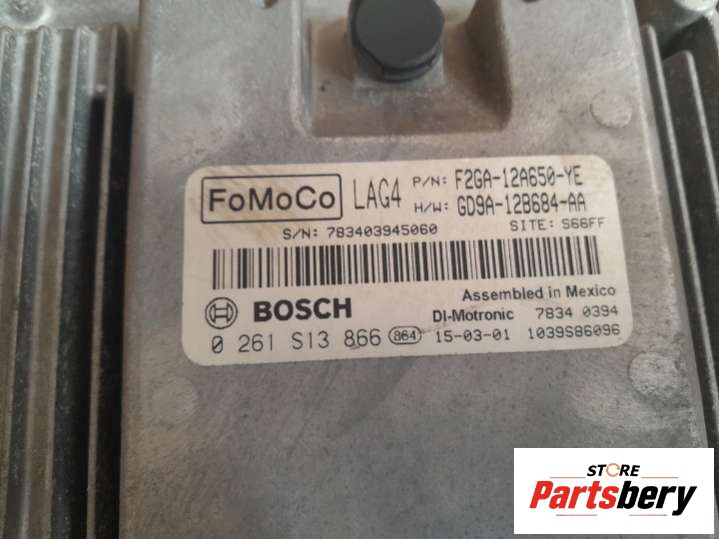 FoMoCo LAG4 P/N: F2GA-12A650-YE
H/W: GD9A-12B684-AA
S/N: 783403945060 SITE: S66FF
BOSCH Assembled in Mexico
DI-Motronic 7834 0394
0 261 S13 866 864 15-03-01 1039S86096
STORE
Partsbery